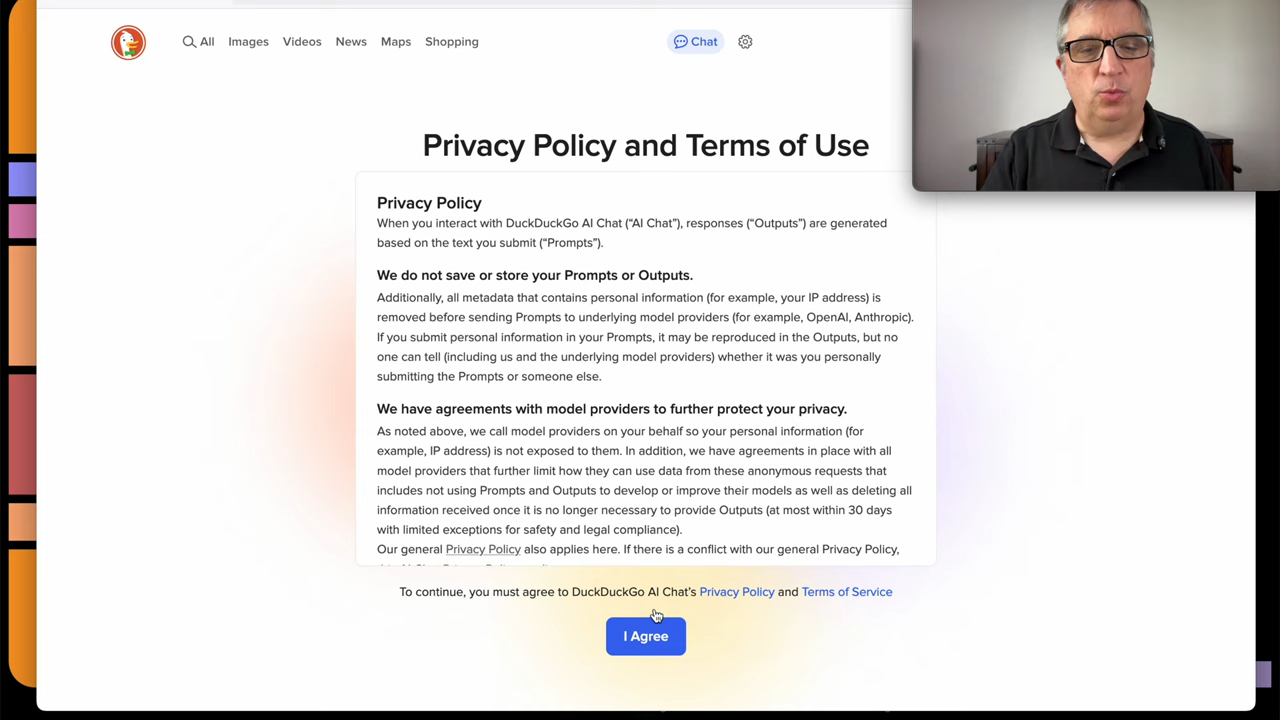 All Images Videos News Maps Shopping Chat
Privacy Policy and Terms of Use
Privacy Policy
When you interact with DuckDuckGo AI Chat (“AI Chat”), responses (“Outputs”) are generated
based on the text you submit (“Prompts”).
We do not save or store your Prompts or Outputs.
Additionally, all metadata that contains personal information (for example, your IP address) is
removed before sending Prompts to underlying model providers (for example, OpenAI, Anthropic).
If you submit personal information in your Prompts, it may be reproduced in the Outputs, but no
one can tell (including us and the underlying model providers) whether it was you personally
submitting the Prompts or someone else.
We have agreements with model providers to further protect your privacy.
As noted above, we call model providers on your behalf so your personal information (for
example, IP address) is not exposed to them. In addition, we have agreements in place with all
model providers that further limit how they can use data from these anonymous requests that
includes not using Prompts and Outputs to develop or improve their models as well as deleting all
information received once it is no longer necessary to provide Outputs (at most within 30 days
with limited exceptions for safety and legal compliance).
Our general Privacy Policy also applies here. If there is a conflict with our general Privacy Policy,
To continue, you must agree to DuckDuckGo AI Chat’s Privacy Policy and Terms of Service
I Agree